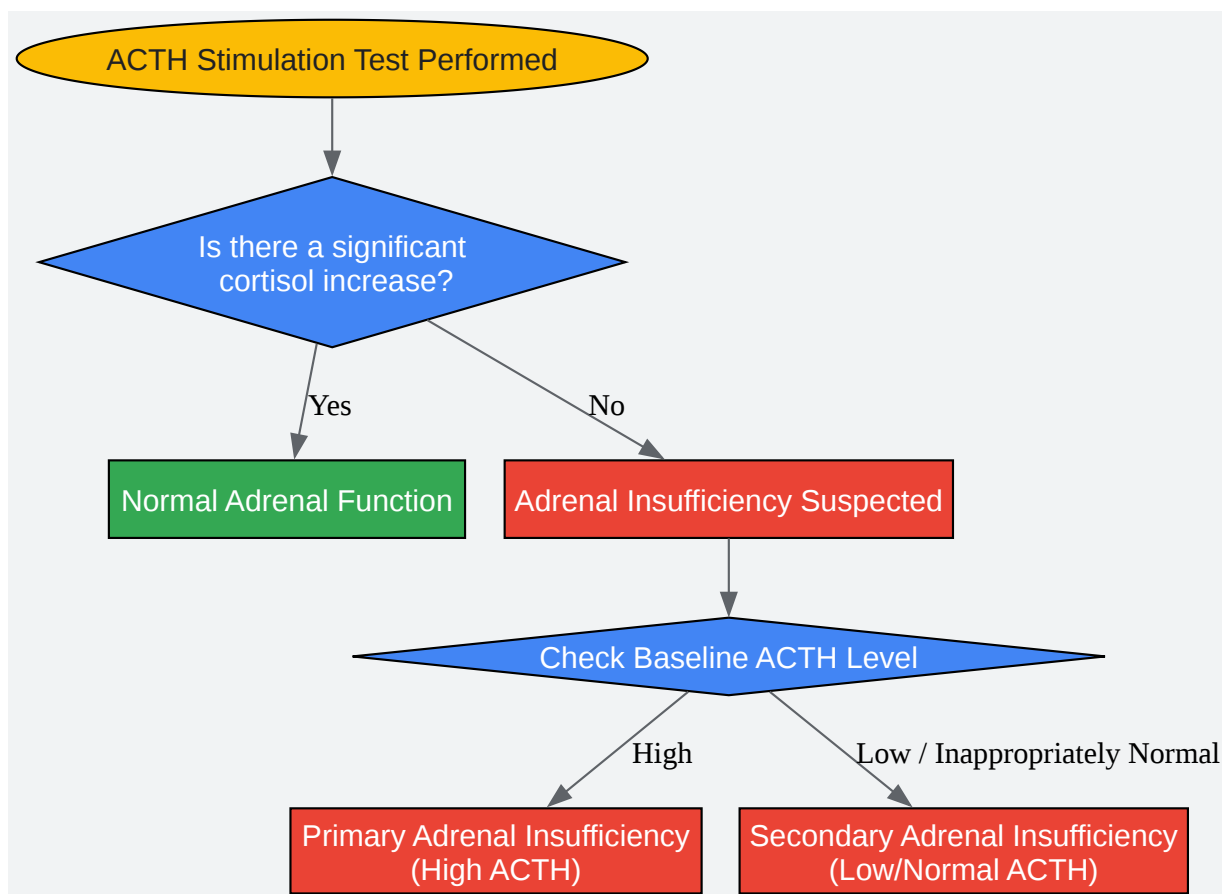 ACTH Stimulation Test Performed
Is there a significant
cortisol increase?
Yes
No
Normal Adrenal Function
Adrenal Insufficiency Suspected
Check Baseline ACTH Level
High
Low / Inappropriately Normal
Primary Adrenal Insufficiency
(High ACTH)
Secondary Adrenal Insufficiency
(Low/Normal ACTH)